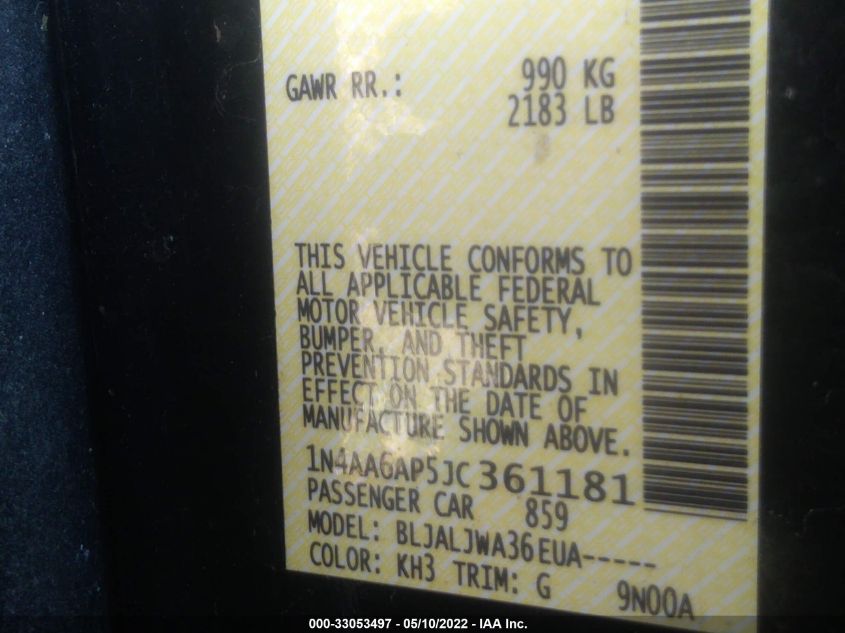 GAWR RR.: 990 KG
2183 LB
THIS VEHICLE CONFORMS TO
ALL APPLICABLE FEDERAL
MOTOR VEHICLE SAFETY,
BUMPER, AND THEFT
PREVENTION STANDARDS IN
EFFECT ON THE DATE OF
MANUFACTURE SHOWN ABOVE.
1N4AA6AP5JC361181
PASSENGER CAR 859
MODEL: BLJALJWA36EUA-----
COLOR: KH3 TRIM: G 9N00A
000-33053497 - 05/10/2022 - IAA Inc.